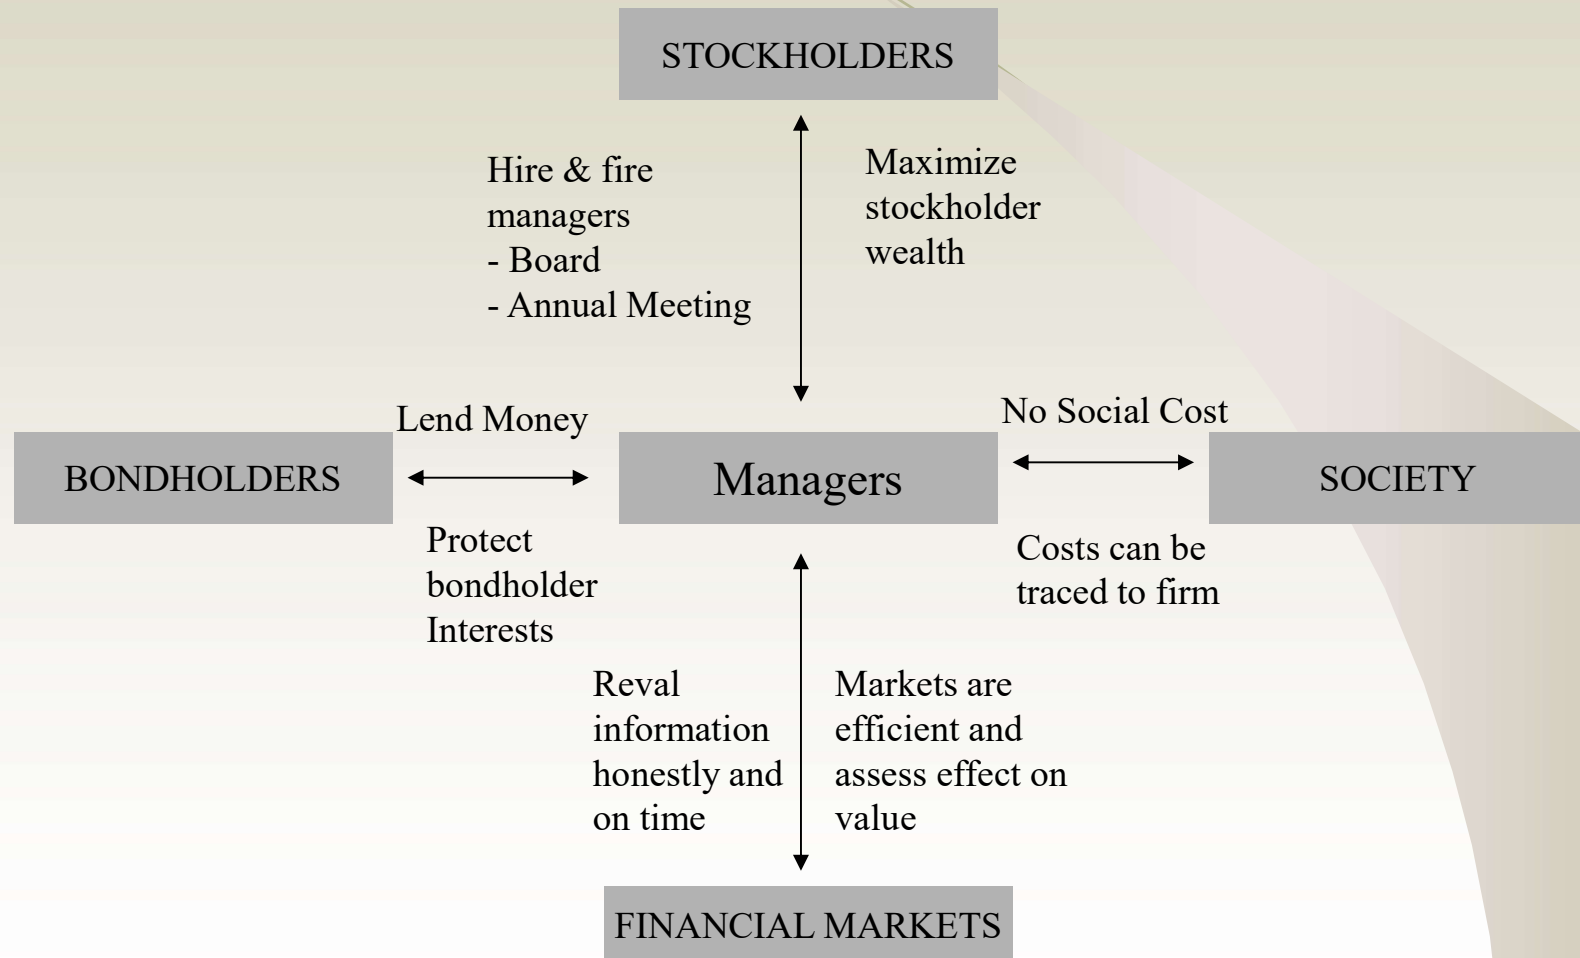 STOCKHOLDERS
Hire & fire
managers
- Board
- Annual Meeting
Maximize
stockholder
wealth
Lend Money
No Social Cost
BONDHOLDERS
Managers
SOCIETY
Protect
bondholder
Interests
Costs can be
traced to firm
Reval
information
honestly and
on time
Markets are
efficient and
assess effect on
value
FINANCIAL MARKETS